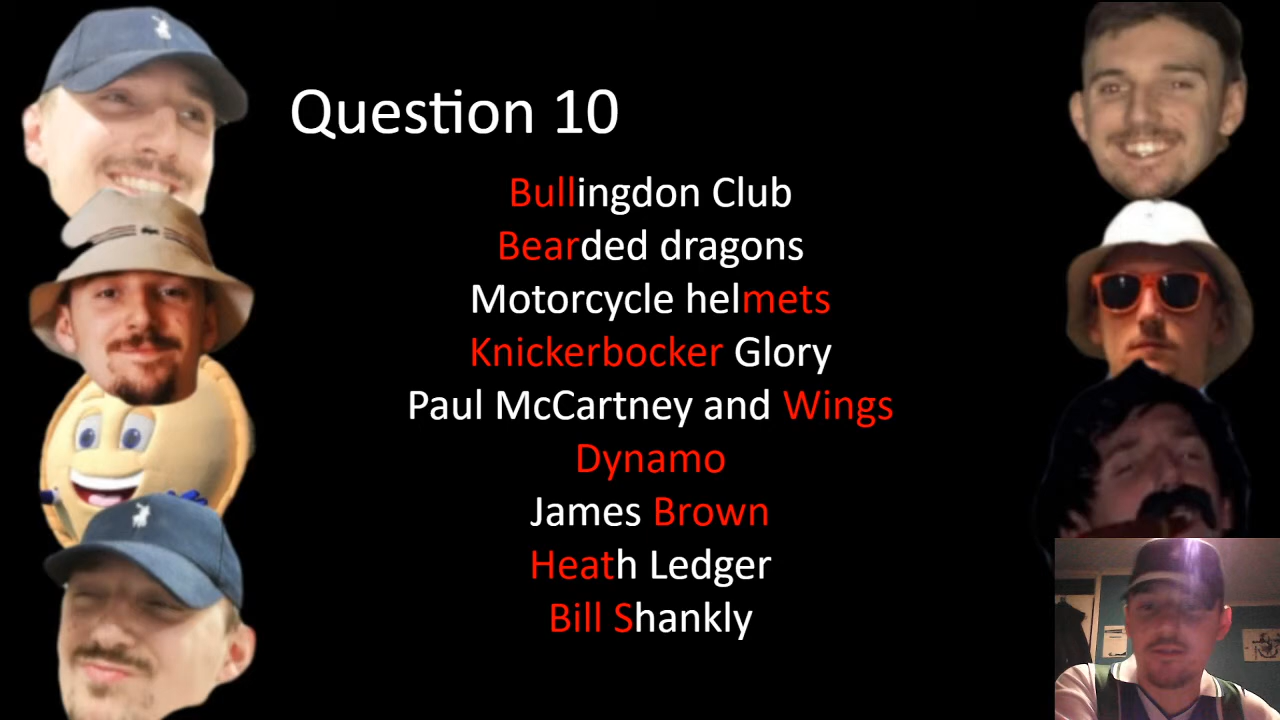 Question 10
Bullingdon Club
Bearded dragons
Motorcycle helmets
Knickerbocker Glory
Paul McCartney and Wings
Dynamo
James Brown
Heath Ledger
Bill Shankly